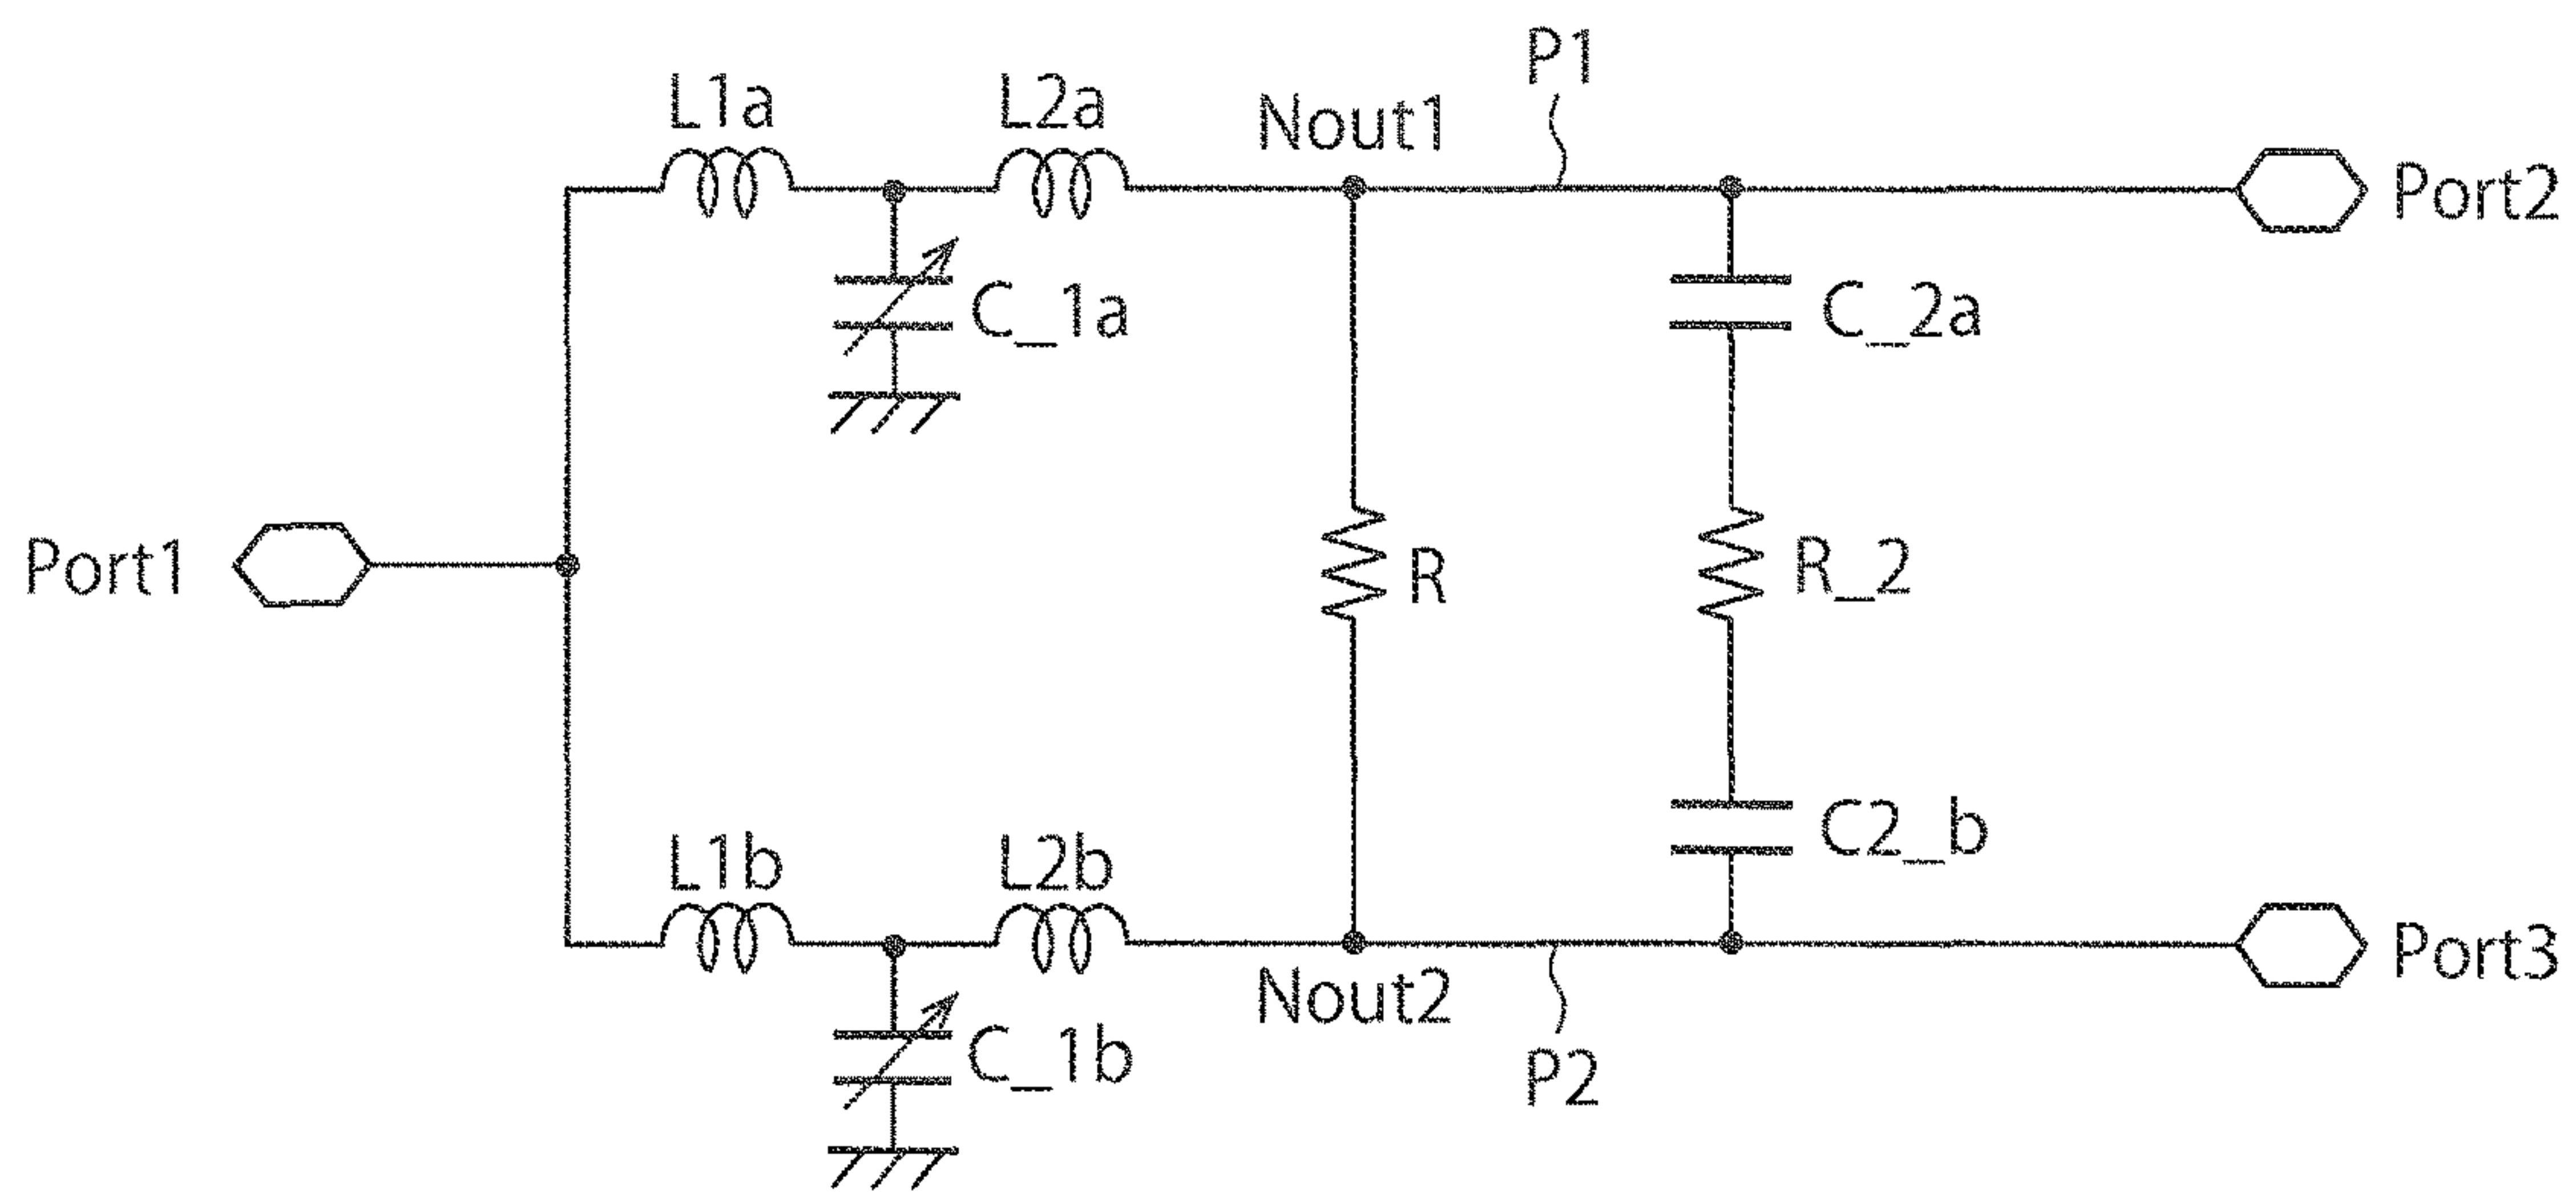 P1
L1a
L2a
Nout1
Port2
C_1a
C_2a
Port1
R
R_2
L1b
L2b
C2_b
Nout2
Port3
C_1b
P2